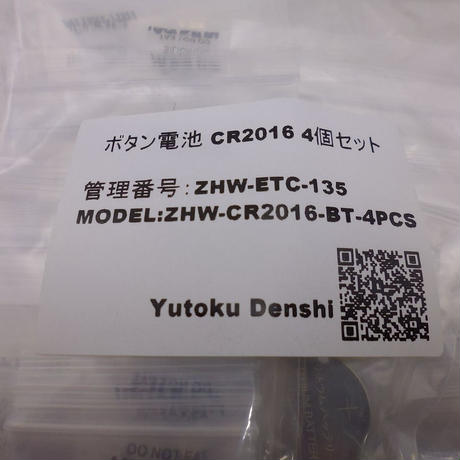 ボタン電池 CR2016 4個セット
管理番号:ZHW-ETC-135
MODEL:ZHW-CR2016-BT-4PCS
Yutoku Denshi